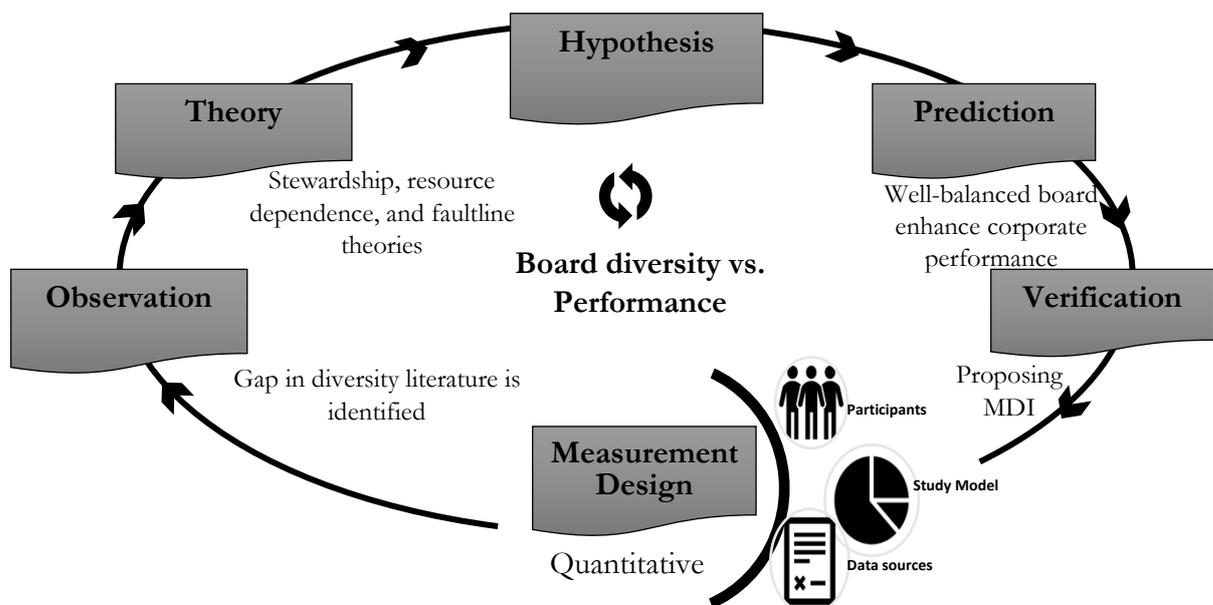 Hypothesis
Theory
Prediction
Stewardship, resource
dependence, and faultline
theories
Well-balanced board
enhance corporate
performance
Board diversity vs.
Performance
Observation
Verification
Gap in diversity literature is
identified
Proposing
MDI
Participants
Measurement
Design
Study Model
Quantitative
Data sources